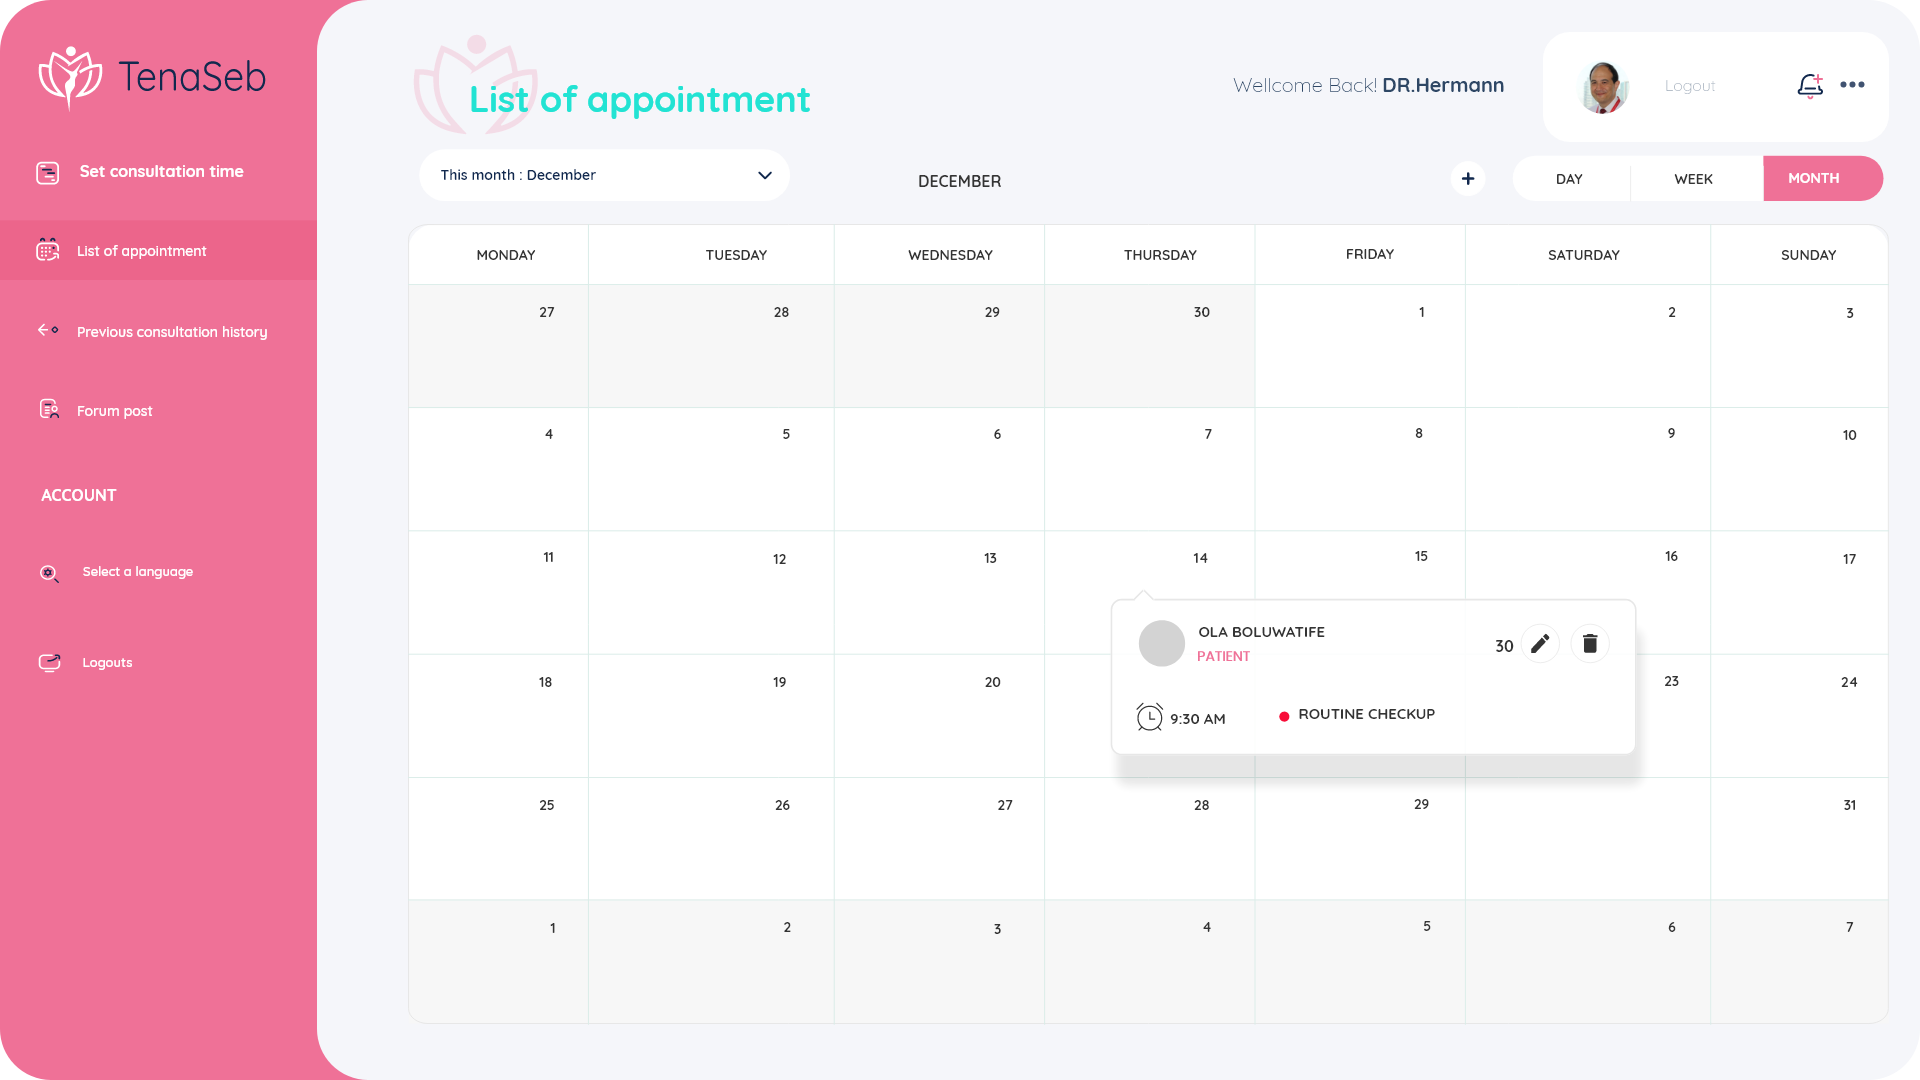 TenaSeb
Set consultation time
List of appointment
Previous consultation history
Forum post
ACCOUNT
Select a language
Logouts
List of appointment
Wellcome Back! DR.Hermann
Logout
This month : December
DECEMBER
+
DAY WEEK MONTH
MONDAY TUESDAY WEDNESDAY THURSDAY FRIDAY SATURDAY SUNDAY
27 28 29 30 1 2 3
4 5 6 7 8 9 10
11 12 13 14 15 16 17
OLA BOLUWATIFE
PATIENT
30
9:30 AM
ROUTINE CHECKUP
18 19 20 23 24
25 26 27 28 29 31
1 2 3 4 5 6 7